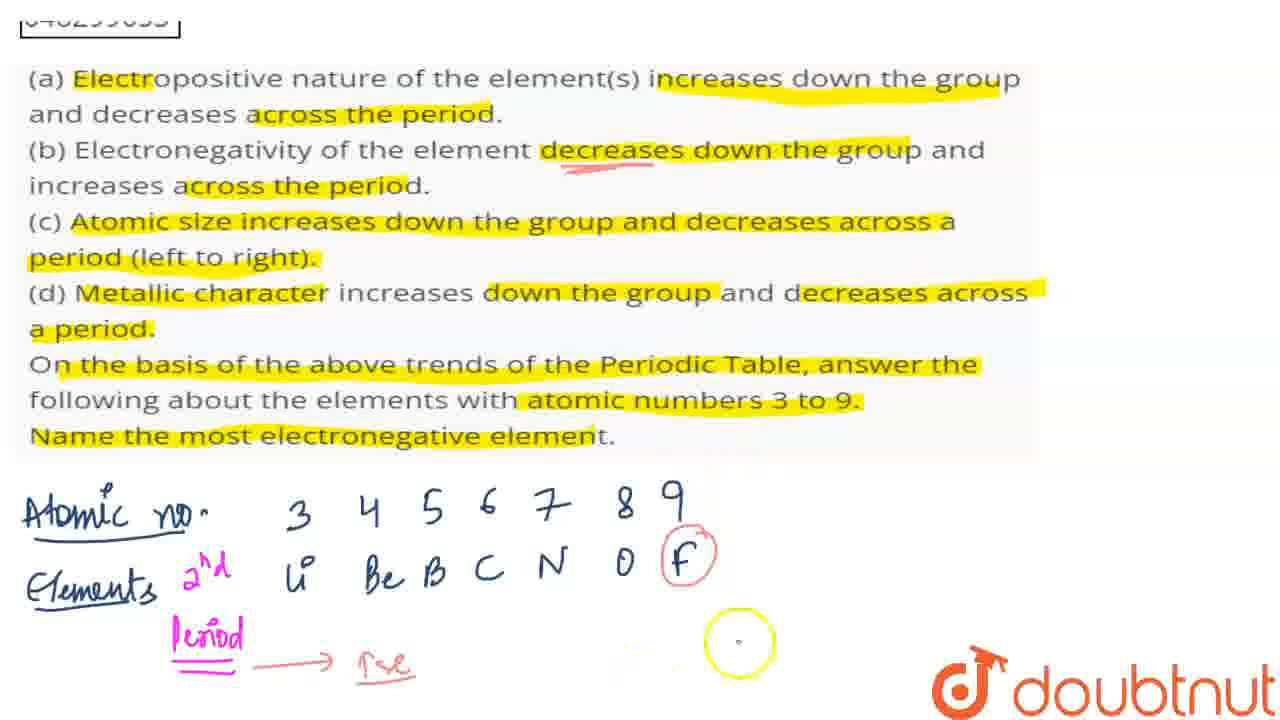 (a) Electropositive nature of the element(s) increases down the group
and decreases across the period.
(b) Electronegativity of the element decreases down the group and
increases across the period.
(c) Atomic size increases down the group and decreases across a
period (left to right).
(d) Metallic character increases down the group and decreases across
a period.
On the basis of the above trends of the Periodic Table, answer the
following about the elements with atomic numbers 3 to 9.
Name the most electronegative element.
Atomic no. 3 4 5 6 7 8 9
Elements 2nd Li Be B C N O F
Period
→ ↑se
doubtnut